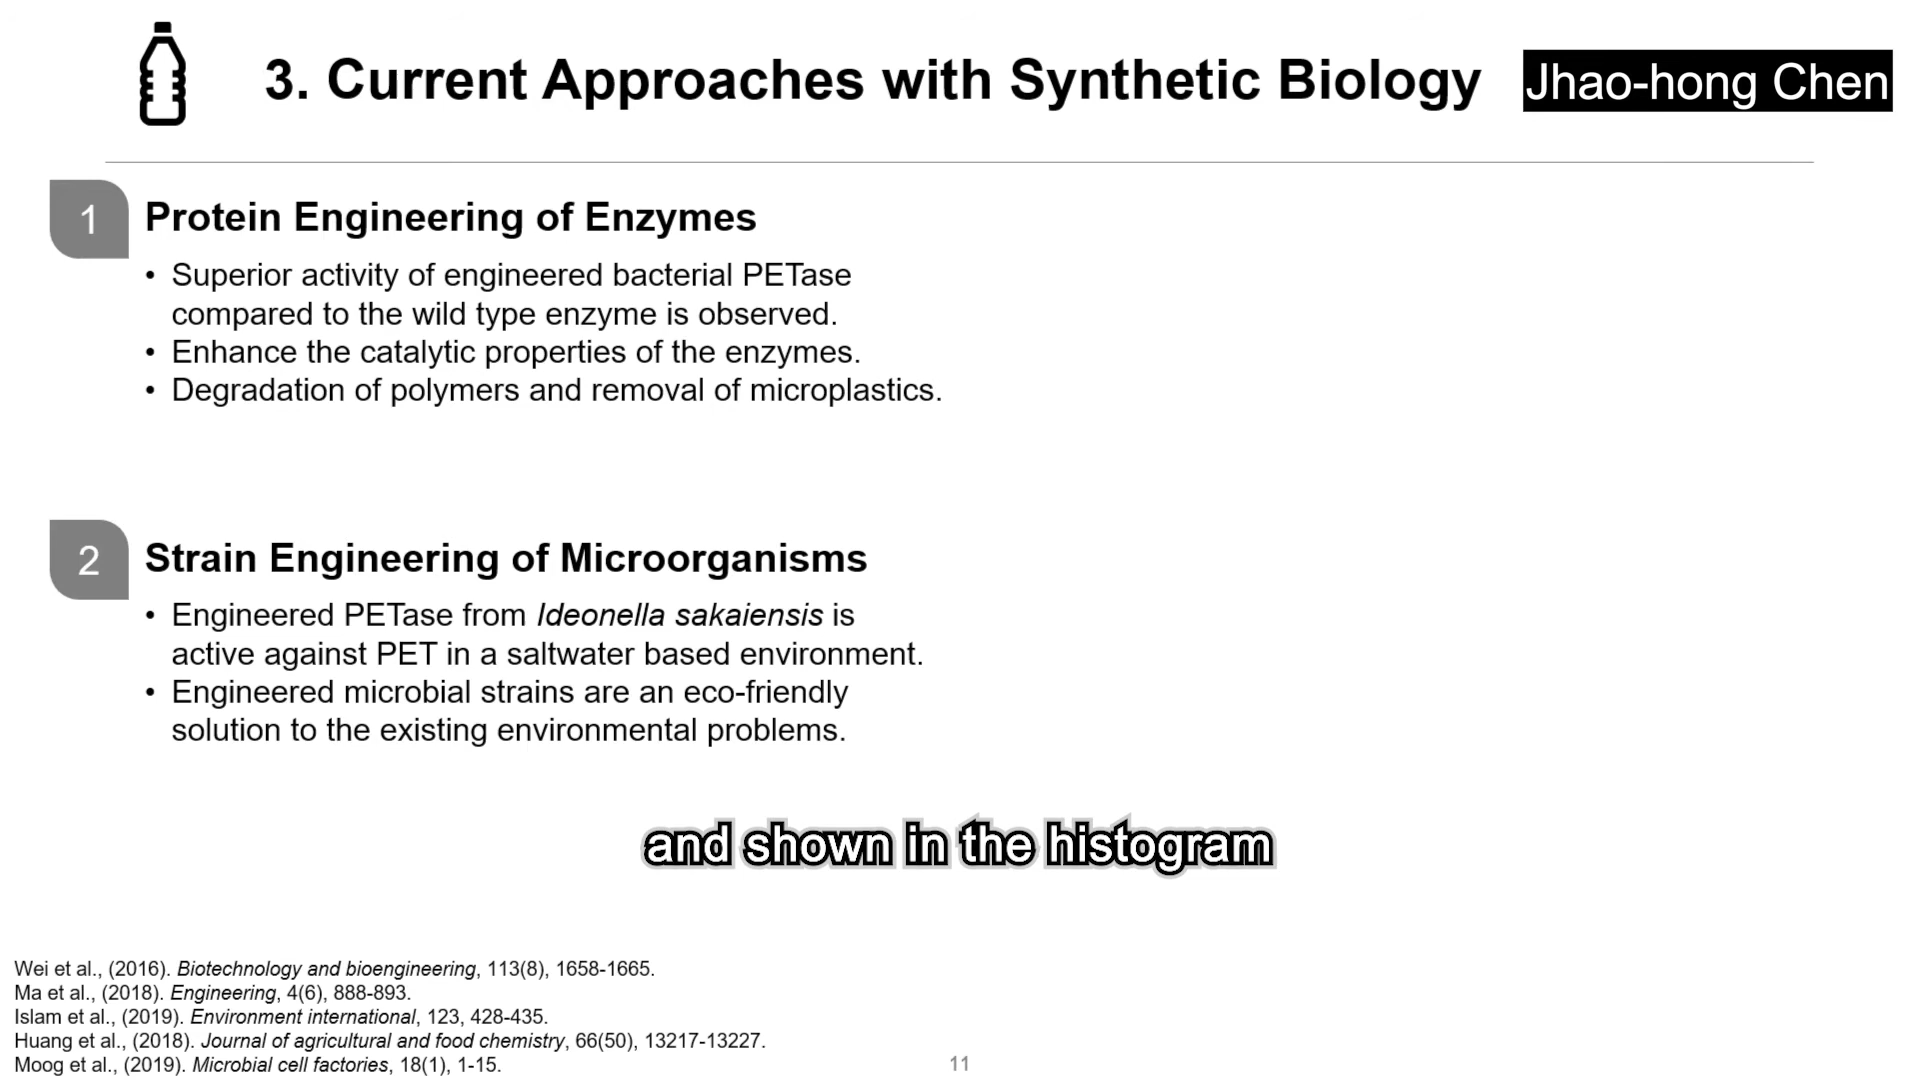 3. Current Approaches with Synthetic Biology
Jhao-hong Chen
1
Protein Engineering of Enzymes
• Superior activity of engineered bacterial PETase
compared to the wild type enzyme is observed.
• Enhance the catalytic properties of the enzymes.
• Degradation of polymers and removal of microplastics.
2
Strain Engineering of Microorganisms
• Engineered PETase from Ideonella sakaiensis is
active against PET in a saltwater based environment.
• Engineered microbial strains are an eco-friendly
solution to the existing environmental problems.
and shown in the histogram
Wei et al., (2016). Biotechnology and bioengineering, 113(8), 1658-1665.
Ma et al., (2018). Engineering, 4(6), 888-893.
Islam et al., (2019). Environment international, 123, 428-435.
Huang et al., (2018). Journal of agricultural and food chemistry, 66(50), 13217-13227.
Moog et al., (2019). Microbial cell factories, 18(1), 1-15.
11